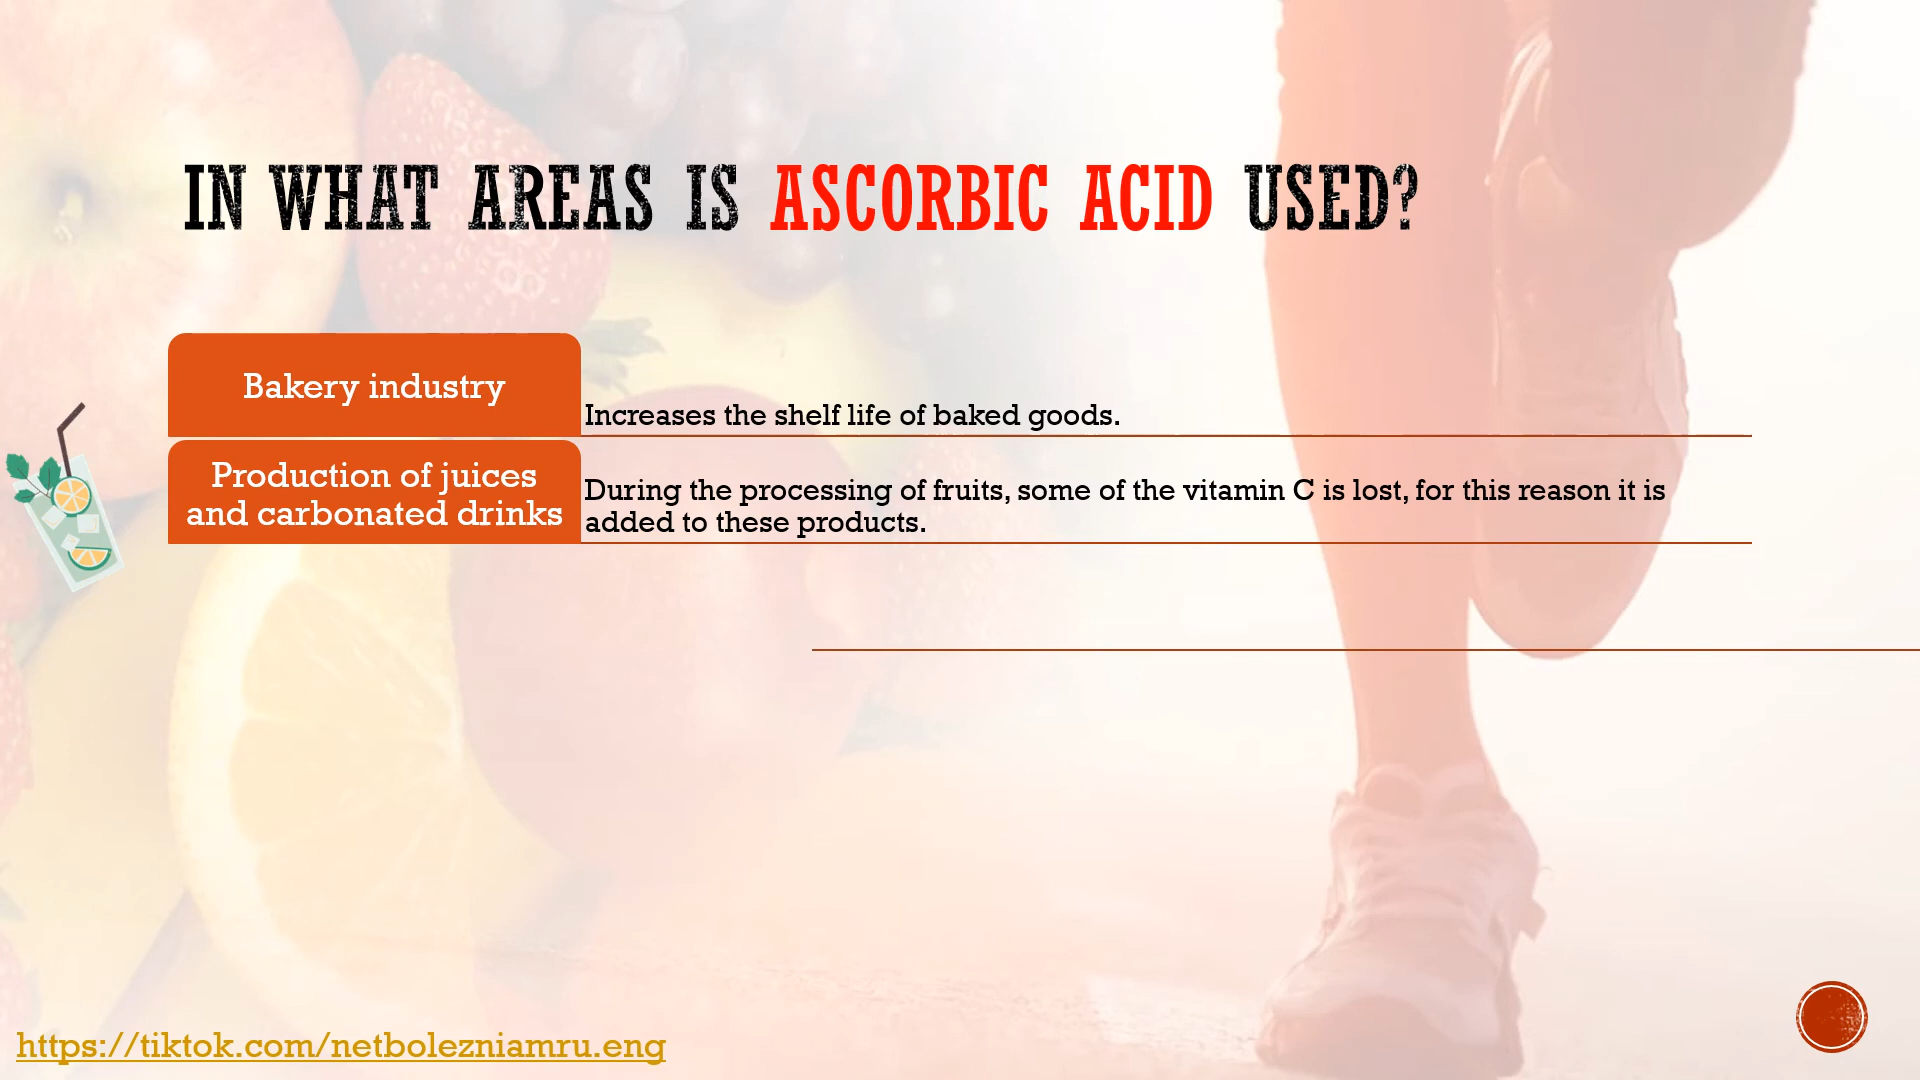 IN WHAT AREAS IS ASCORBIC ACID USED?
Bakery industry
Increases the shelf life of baked goods.
Production of juices
and carbonated drinks
During the processing of fruits, some of the vitamin C is lost, for this reason it is
added to these products.
https://tiktok.com/netbolezniamru.eng